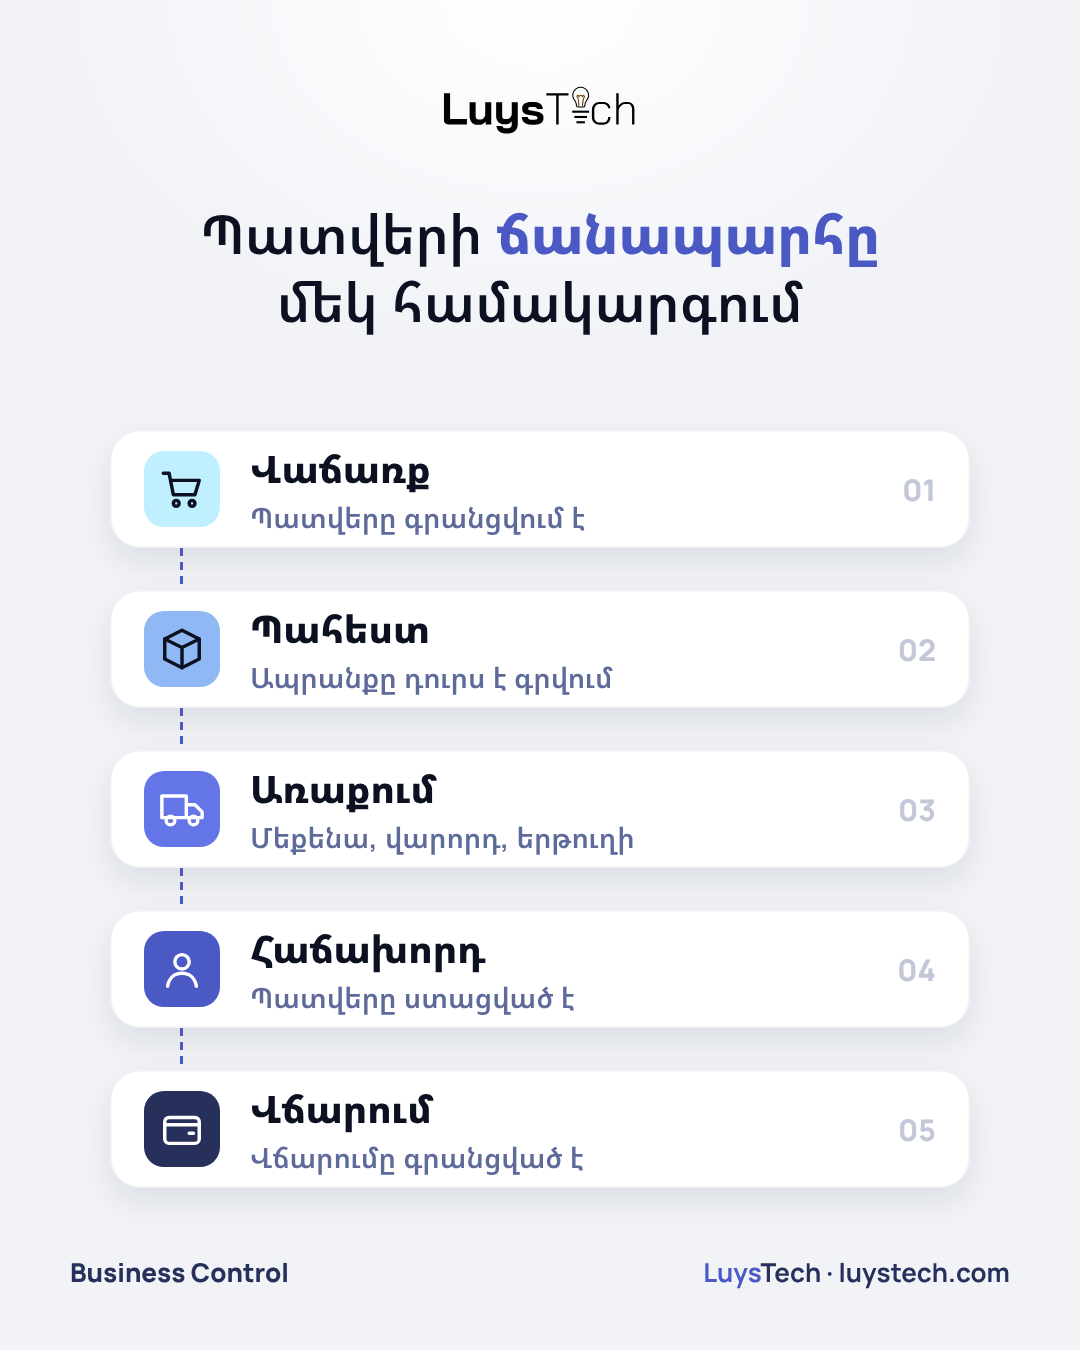 LuysTech
Պատվերի ճանապարհը
մեկ համակարգում
Վաճառք
Պատվերը գրանցվում է
01
Պահեստ
Ապրանքը դուրս է գրվում
02
Առաքում
Մեքենա, վարորդ, երթուղի
03
Հաճախորդ
Պատվերը ստացված է
04
Վճարում
Վճարումը գրանցված է
05
Business Control
LuysTech · luystech.com